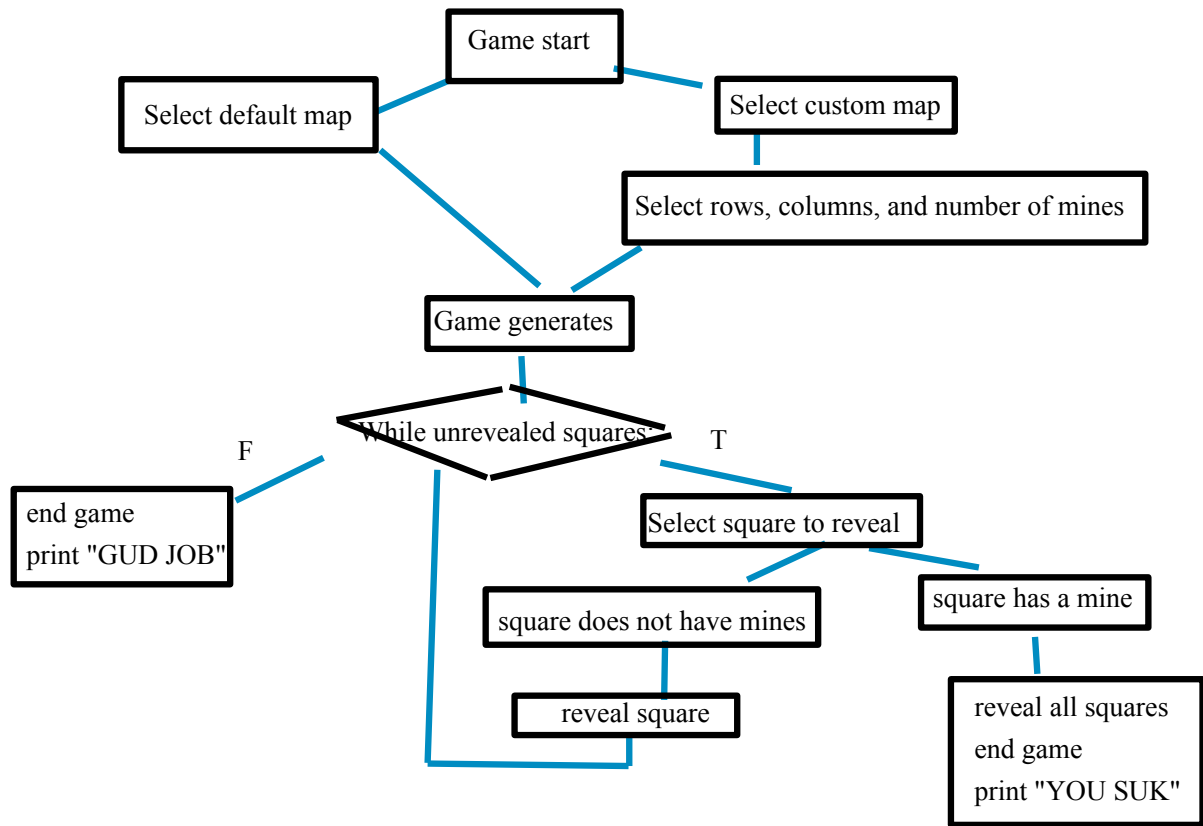 Game start
Select default map
Select custom map
Select rows, columns, and number of mines
Game generates
While unrevealed squares:
F
T
end game
print "GUD JOB"
Select square to reveal
square does not have mines
square has a mine
reveal square
reveal all squares
end game
print "YOU SUK"